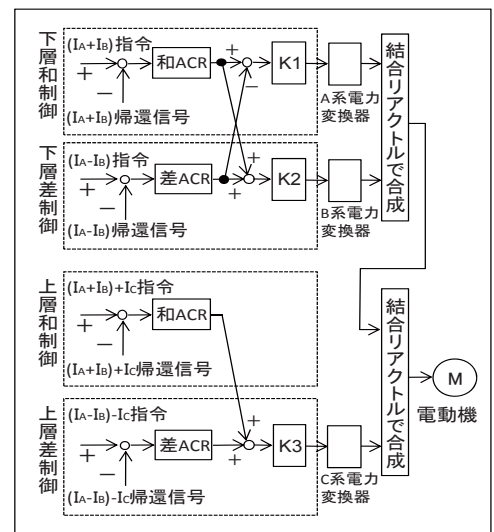 下層和制御
(IA+IB)指令
+
−
和ACR
+
−
K1
A系電力
変換器
(IA+IB)帰還信号
下層差制御
(IA-IB)指令
+
−
差ACR
+
+
K2
B系電力
変換器
(IA-IB)帰還信号
結合リアクトルで合成
上層和制御
(IA+IB)+IC指令
+
−
和ACR
(IA+IB)+IC帰還信号
上層差制御
(IA-IB)-IC指令
+
−
差ACR
+
+
K3
C系電力
変換器
(IA-IB)-IC帰還信号
結合リアクトルで合成
M
電動機